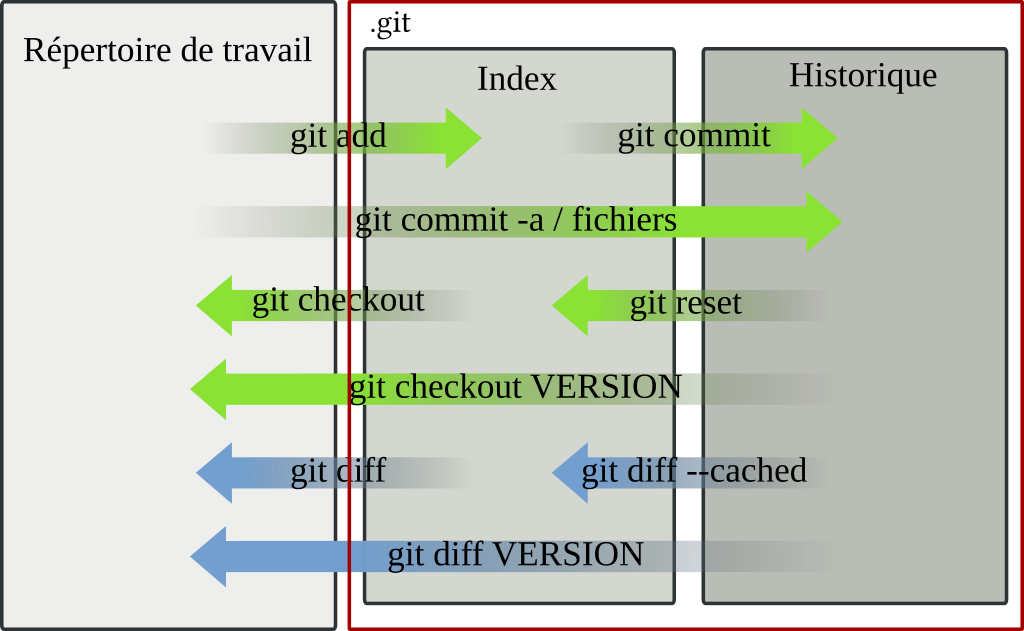 .git
Répertoire de travail
Index
Historique
git add
git commit
git commit -a / fichiers
git checkout
git reset
git checkout VERSION
git diff
git diff --cached
git diff VERSION